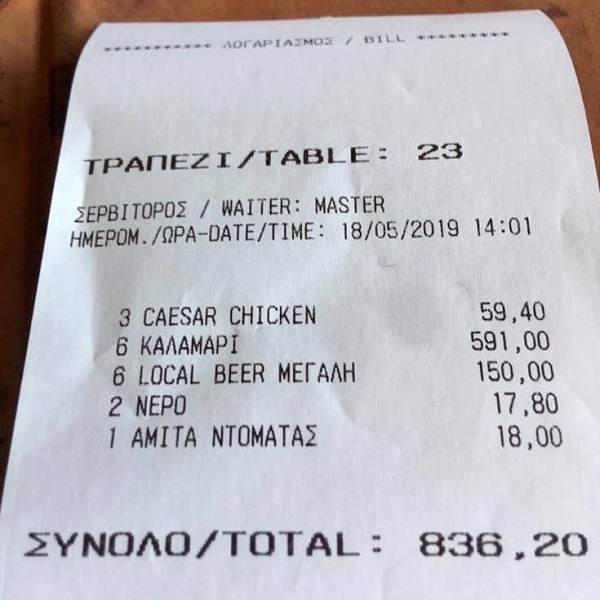 *********** ΛΟΓΑΡΙΑΣΜΟΣ / BILL *********
ΤΡΑΠΕΖΙ/TABLE: 23
ΣΕΡΒΙΤΟΡΟΣ / WAITER: MASTER
ΗΜΕΡΟΜ./ΩΡΑ-DATE/TIME: 18/05/2019 14:01
3 CAESAR CHICKEN 59,40
6 ΚΑΛΑΜΑΡΙ 591,00
6 LOCAL BEER ΜΕΓΑΛΗ 150,00
2 ΝΕΡΟ 17,80
1 ΑΜΙΤΑ ΝΤΟΜΑΤΑΣ 18,00
ΣΥΝΟΛΟ/TOTAL: 836,20